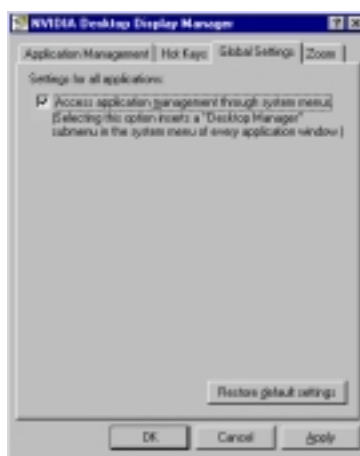 NVIDIA Desktop Display Manager
Application Management Hot Keys Global Settings Zoom
Settings for all applications:
Access application management through system menus
(Selecting this option inserts a "Desktop Manager"
submenu in the system menu of every application window.)
Restore default settings
OK Cancel Apply